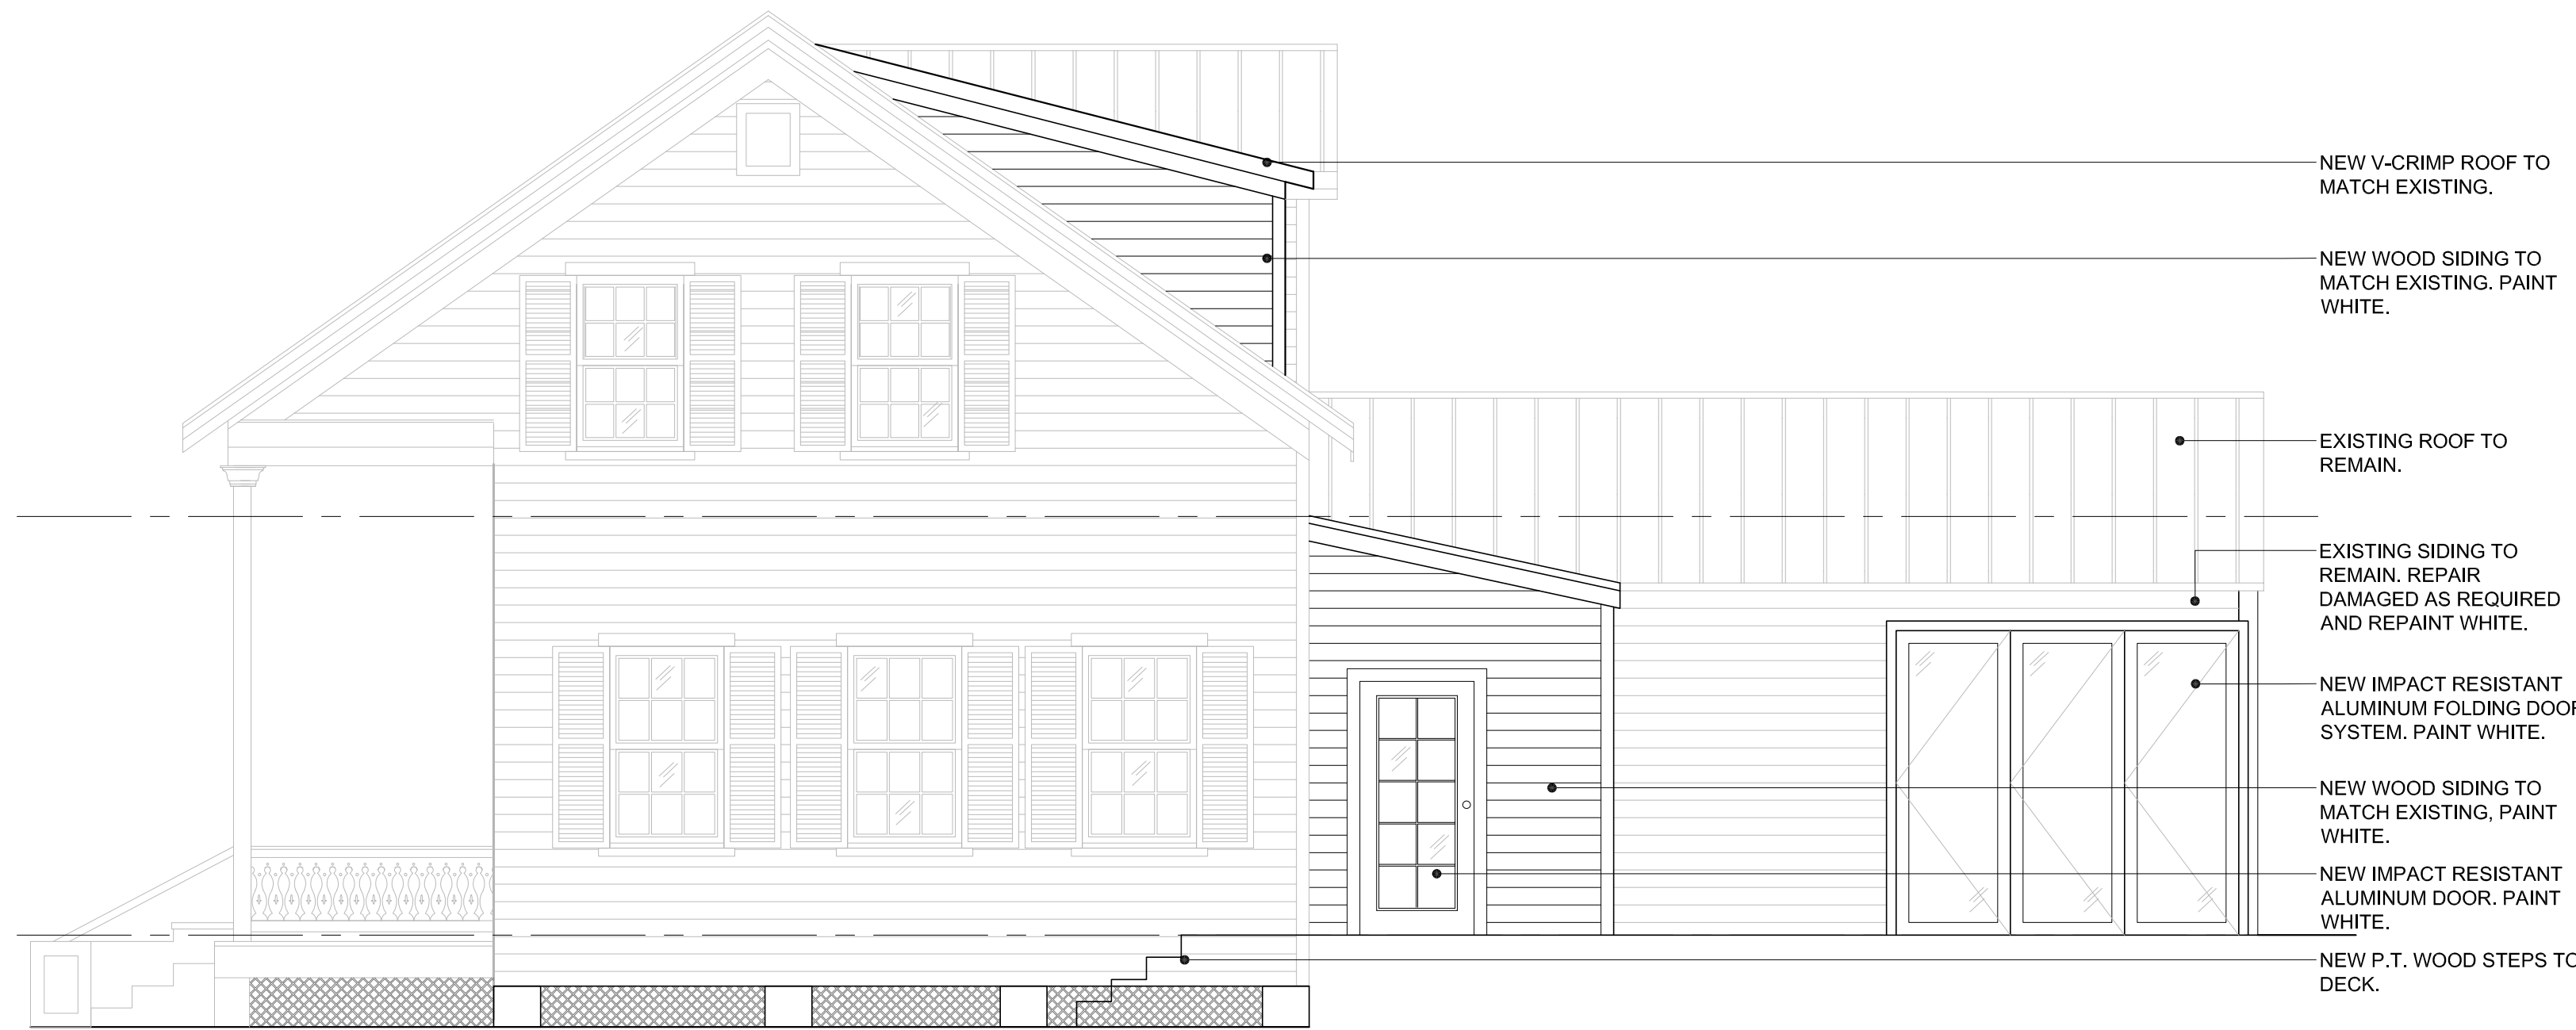 NEW V-CRIMP ROOF TO
MATCH EXISTING.
NEW WOOD SIDING TO
MATCH EXISTING. PAINT
WHITE.
EXISTING ROOF TO
REMAIN.
EXISTING SIDING TO
REMAIN. REPAIR
DAMAGED AS REQUIRED
AND REPAINT WHITE.
NEW IMPACT RESISTANT
ALUMINUM FOLDING DOOR
SYSTEM. PAINT WHITE.
NEW WOOD SIDING TO
MATCH EXISTING, PAINT
WHITE.
NEW IMPACT RESISTANT
ALUMINUM DOOR. PAINT
WHITE.
NEW P.T. WOOD STEPS TO
DECK.